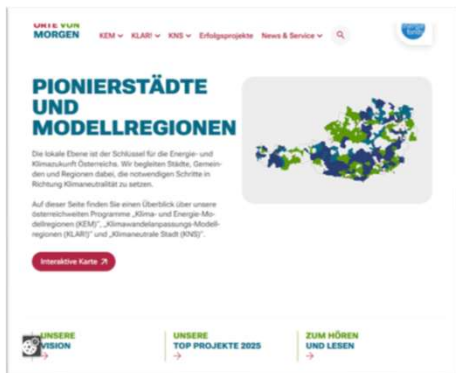 ORTE VON
MORGEN
KEM
KLAR!
KNS
Erfolgsprojekte
News & Service
PIONIERSTÄDTE
UND
MODELLREGIONEN
Die lokale Ebene ist der Schlüssel für die Energie- und
Klimazukunft Österreichs. Wir begleiten Städte, Gemein-
den und Regionen dabei, die notwendigen Schritte in
Richtung Klimaneutralität zu setzen.
Auf dieser Seite finden Sie einen Überblick über unsere
österreichweiten Programme „Klima- und Energie-Mo-
dellregionen (KEM)", „Klimawandelanpassungs-Modell-
regionen (KLAR!)" und „Klimaneutrale Stadt (KNS)".
Interaktive Karte
UNSERE
VISION
UNSERE
TOP PROJEKTE 2025
ZUM HÖREN
UND LESEN